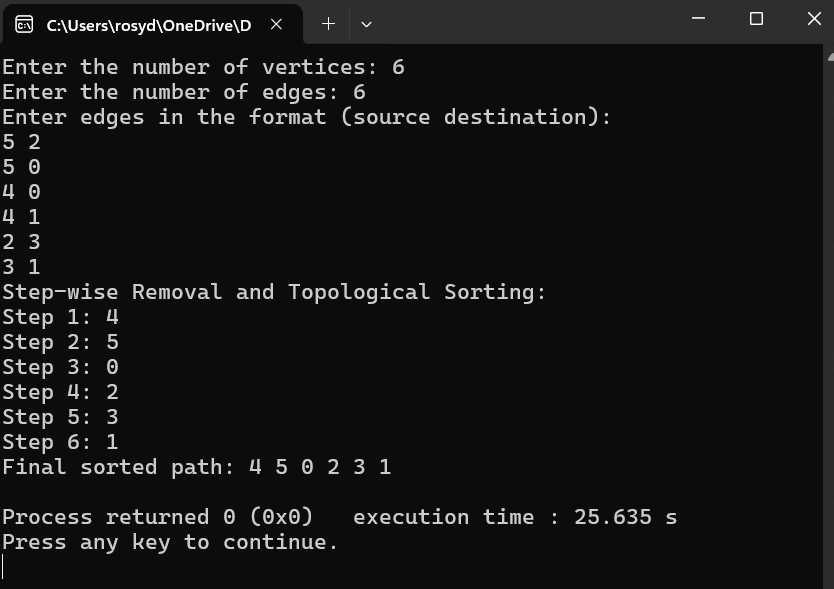 C:\Users\rosyd\OneDrive\D
Enter the number of vertices: 6
Enter the number of edges: 6
Enter edges in the format (source destination):
5 2
5 0
4 0
4 1
2 3
3 1
Step-wise Removal and Topological Sorting:
Step 1: 4
Step 2: 5
Step 3: 0
Step 4: 2
Step 5: 3
Step 6: 1
Final sorted path: 4 5 0 2 3 1
Process returned 0 (0x0)   execution time : 25.635 s
Press any key to continue.